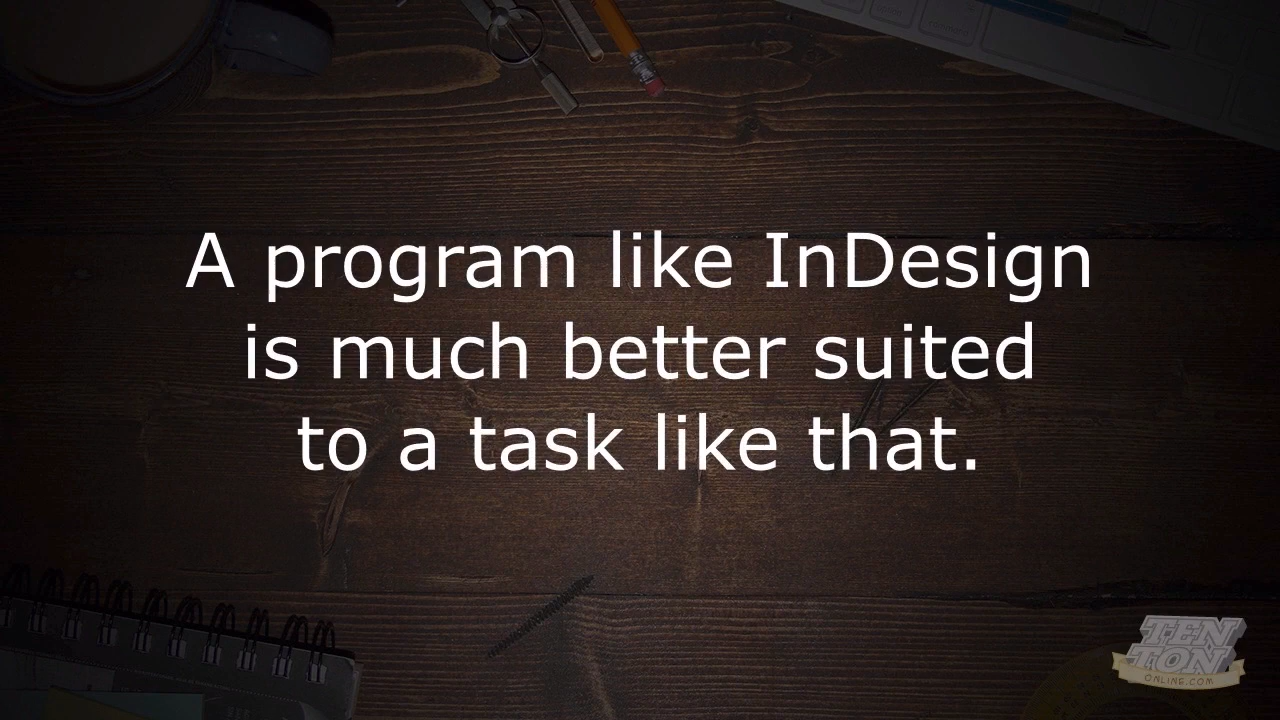 A program like InDesign
is much better suited
to a task like that.
TEN
TON
ONLINE.COM